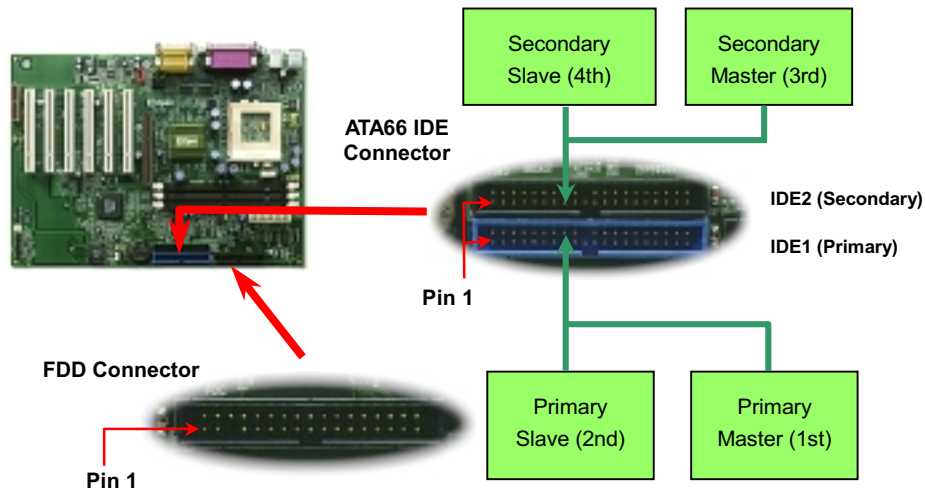 Secondary
Slave (4th)
Secondary
Master (3rd)
ATA66 IDE
Connector
IDE2 (Secondary)
IDE1 (Primary)
Pin 1
FDD Connector
Pin 1
Primary
Slave (2nd)
Primary
Master (1st)